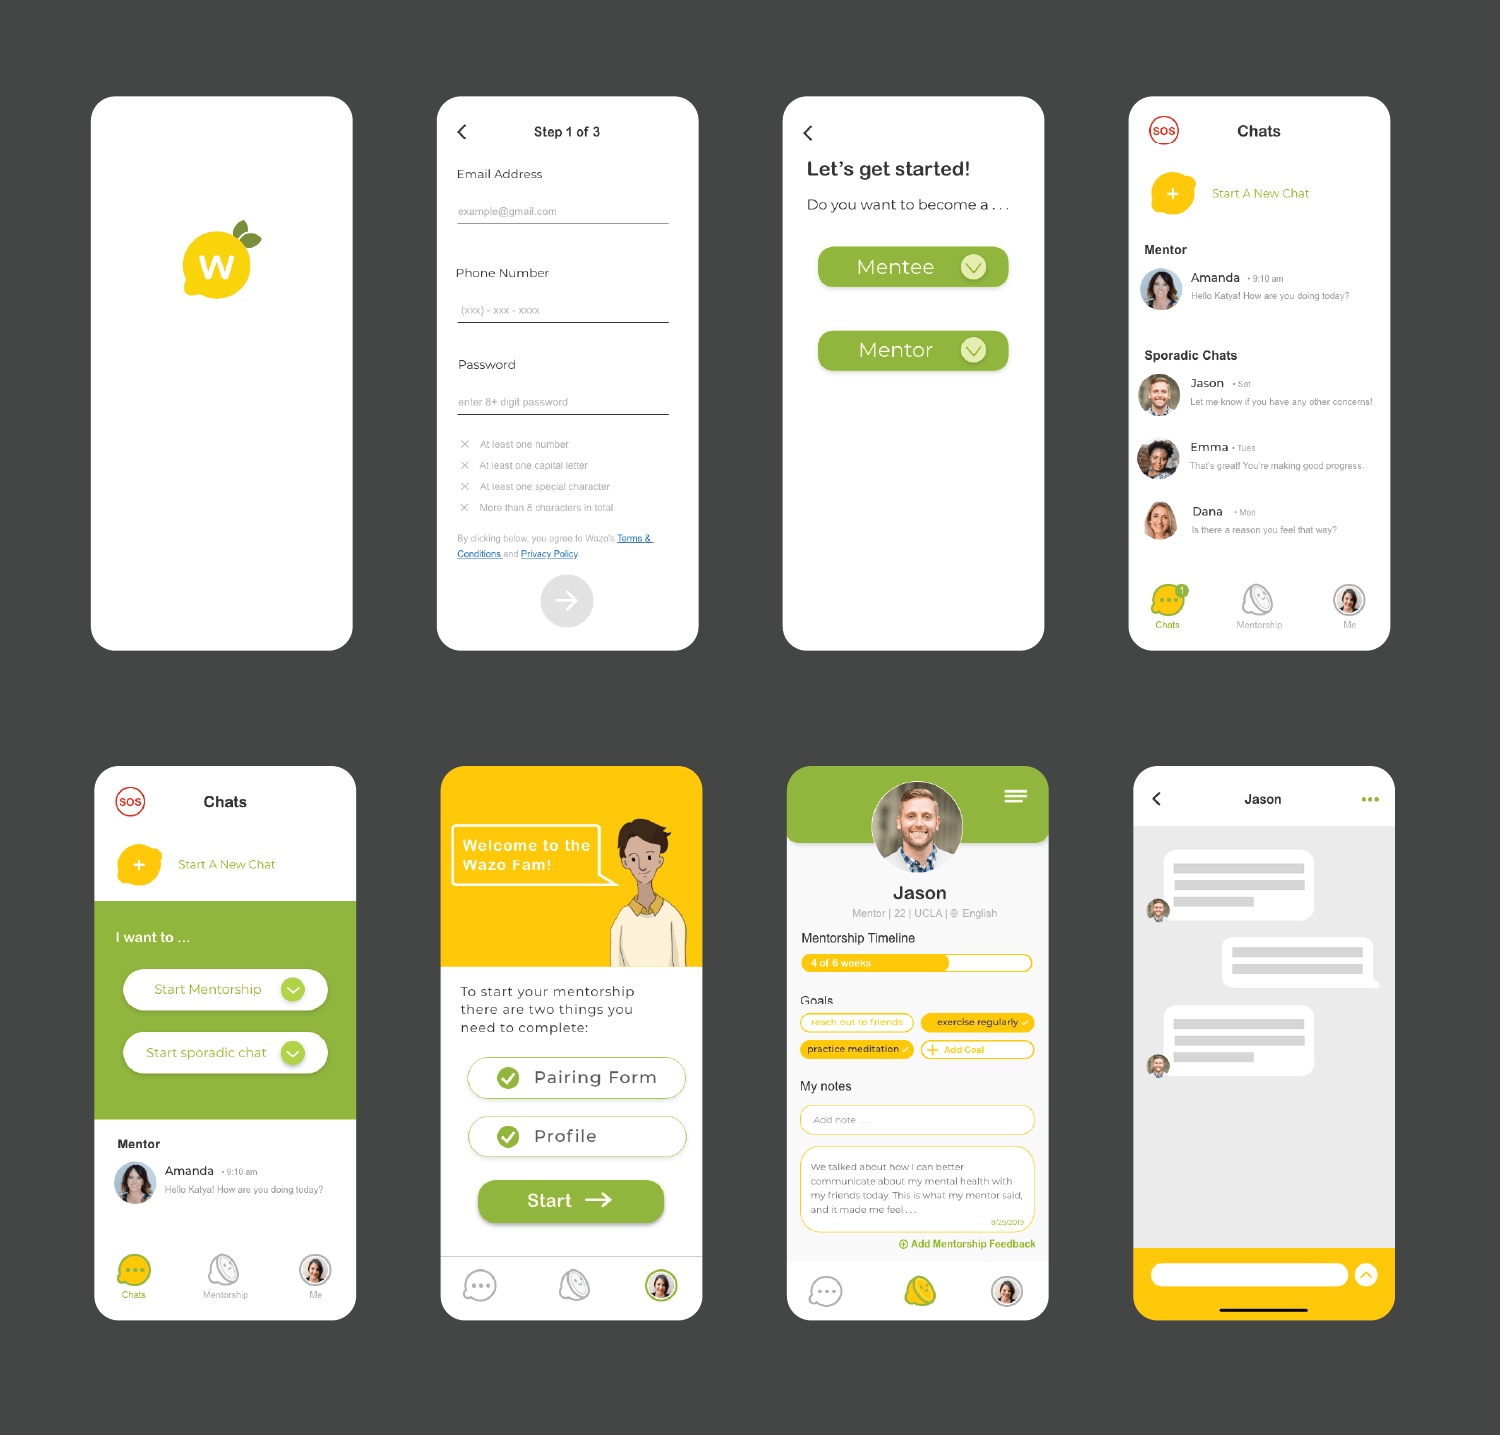 W
Step 1 of 3
Email Address
example@gmail.com
Phone Number
(xxx) - xxx - xxxx
Password
enter 8+ digit password
At least one number
At least one capital letter
At least one special character
More than 8 characters in total
By clicking below, you agree to Wazo's Terms &
Conditions and Privacy Policy
Let's get started!
Do you want to become a . . .
Mentee
Mentor
SOS
Chats
+
Start A New Chat
Mentor
Amanda • 9:10 am
Hello Katya! How are you doing today?
Sporadic Chats
Jason • Sat
Let me know if you have any other concerns!
Emma • Tues
That's great! You're making good progress.
Dana • Mon
Is there a reason you feel that way?
1
Chats
Mentorship
Me
SOS
Chats
+
Start A New Chat
I want to ...
Start Mentorship
Start sporadic chat
Mentor
Amanda • 9:10 am
Hello Katya! How are you doing today?
Chats
Mentorship
Me
Welcome to the
Wazo Fam!
To start your mentorship
there are two things you
need to complete:
Pairing Form
Profile
Start
Jason
Mentor | 22 | UCLA | English
Mentorship Timeline
4 of 6 weeks
Goals
reach out to friends
exercise regularly
practice meditation
Add Goal
My notes
Add note . . .
We talked about how I can better
communicate about my mental health with
my friends today. This is what my mentor said,
and it made me feel . . .
8/29/2019
Add Mentorship Feedback
Jason